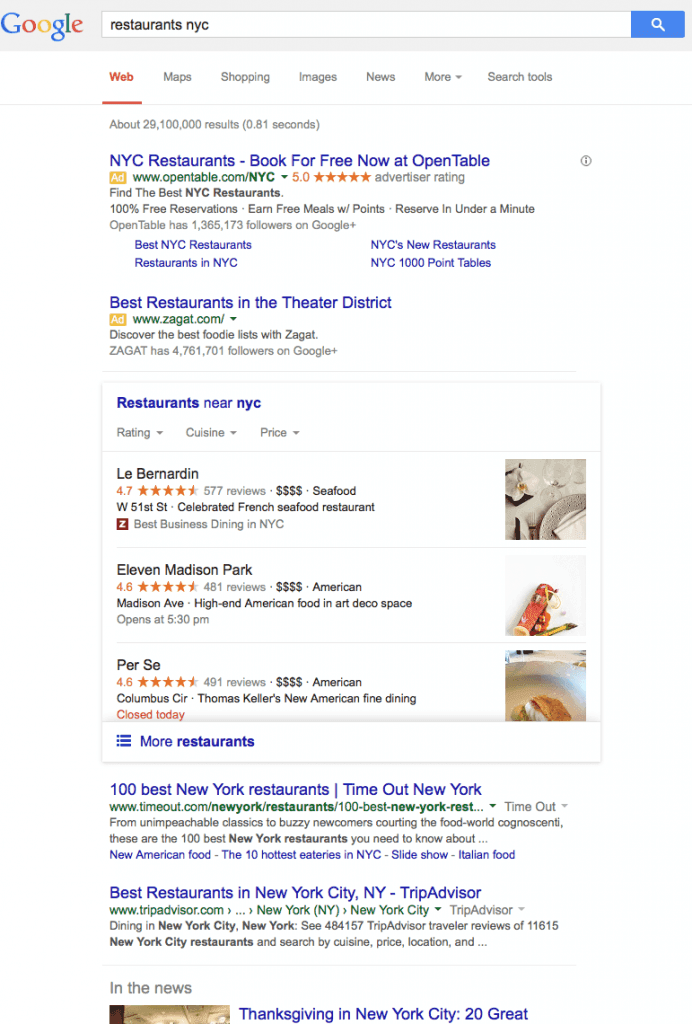 Google
restaurants nyc
Web Maps Shopping Images News More Search tools
About 29,100,000 results (0.81 seconds)
NYC Restaurants - Book For Free Now at OpenTable
Ad www.opentable.com/NYC 5.0 ★★★★★ advertiser rating
Find The Best NYC Restaurants.
100% Free Reservations · Earn Free Meals w/ Points · Reserve In Under a Minute
OpenTable has 1,365,173 followers on Google+
Best NYC Restaurants NYC's New Restaurants
Restaurants in NYC NYC 1000 Point Tables
Best Restaurants in the Theater District
Ad www.zagat.com/
Discover the best foodie lists with Zagat.
ZAGAT has 4,761,701 followers on Google+
Restaurants near nyc
Rating Cuisine Price
Le Bernardin
4.7 577 reviews · $$$$ · Seafood
W 51st St · Celebrated French seafood restaurant
Z Best Business Dining in NYC
Eleven Madison Park
4.6 481 reviews · $$$$ · American
Madison Ave · High-end American food in art deco space
Opens at 5:30 pm
Per Se
4.6 491 reviews · $$$$ · American
Columbus Cir · Thomas Keller's New American fine dining
Closed today
More restaurants
100 best New York restaurants | Time Out New York
www.timeout.com/newyork/restaurants/100-best-new-york-rest... Time Out
From unimpeachable classics to buzzy newcomers courting the food-world cognoscenti,
these are the 100 best New York restaurants you need to know about ...
New American food - The 10 hottest eateries in NYC - Slide show - Italian food
Best Restaurants in New York City, NY - TripAdvisor
www.tripadvisor.com › ... › New York (NY) › New York City TripAdvisor
Dining in New York City, New York: See 484157 TripAdvisor traveler reviews of 11615
New York City restaurants and search by cuisine, price, location, and ...
In the news
Thanksgiving in New York City: 20 Great